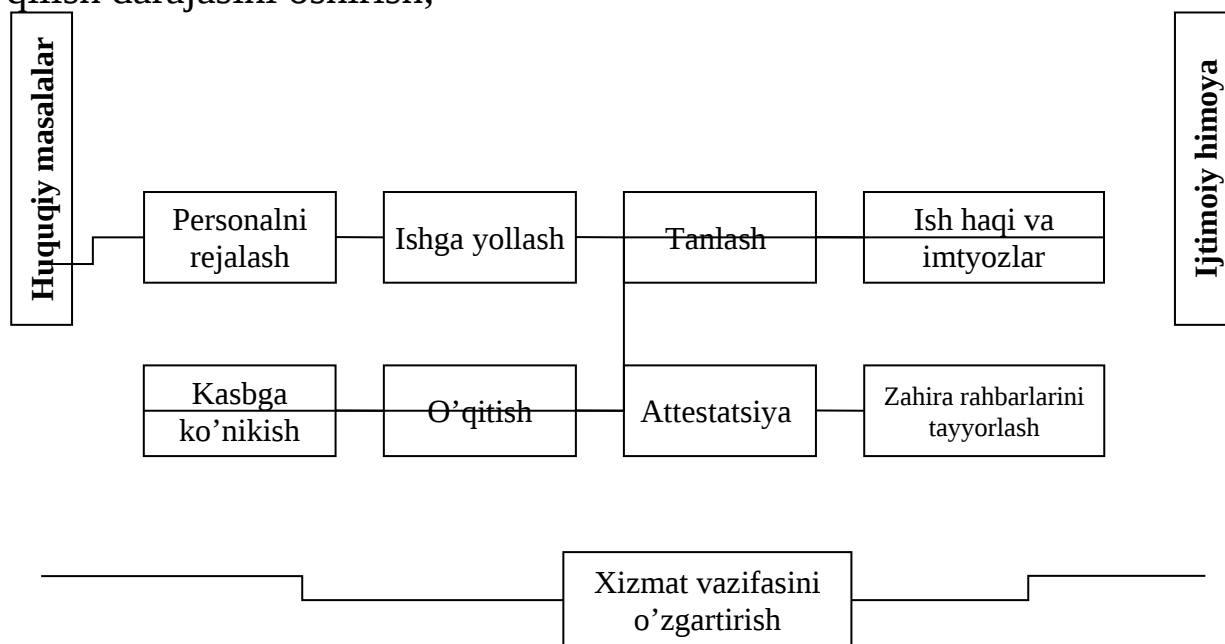 qilish darajasini oshirish;
Huquqiy masalalar
Ijtimoiy himoya
Personalni
rejalash
Ishga yollash
Tanlash
Ish haqi va
imtyozlar
Kasbga
ko’nikish
O’qitish
Attestatsiya
Zahira rahbarlarini
tayyorlash
Xizmat vazifasini
o’zgartirish